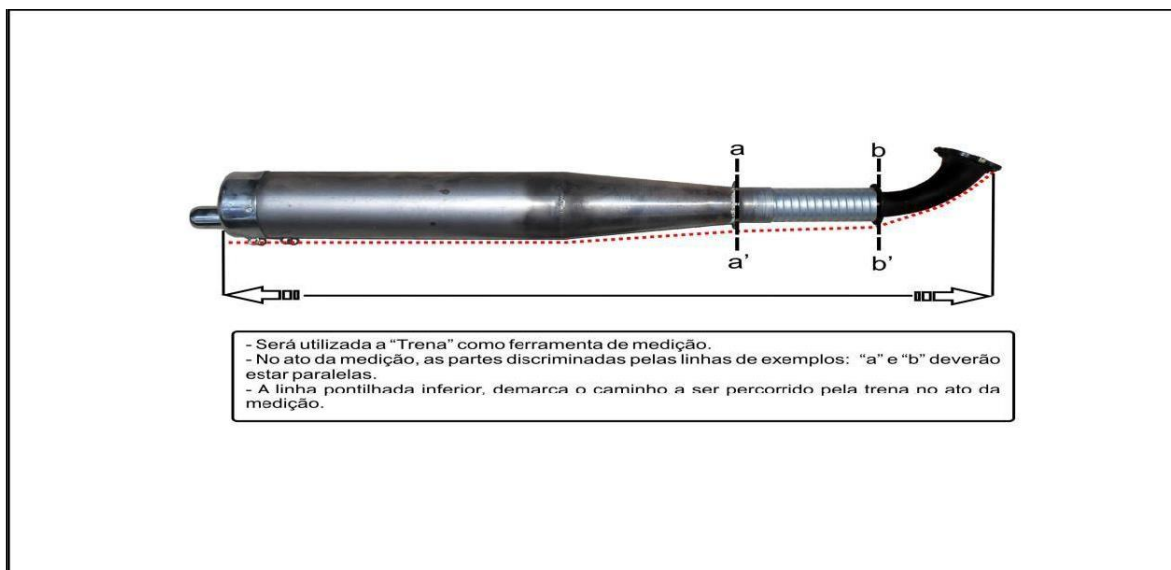 a
b
a'
b'
- Será utilizada a “Trena” como ferramenta de medição.
- No ato da medição, as partes discriminadas pelas linhas de exemplos: “a” e “b” deverão
estar paralelas.
- A linha pontilhada inferior, demarca o caminho a ser percorrido pela trena no ato da
medição.